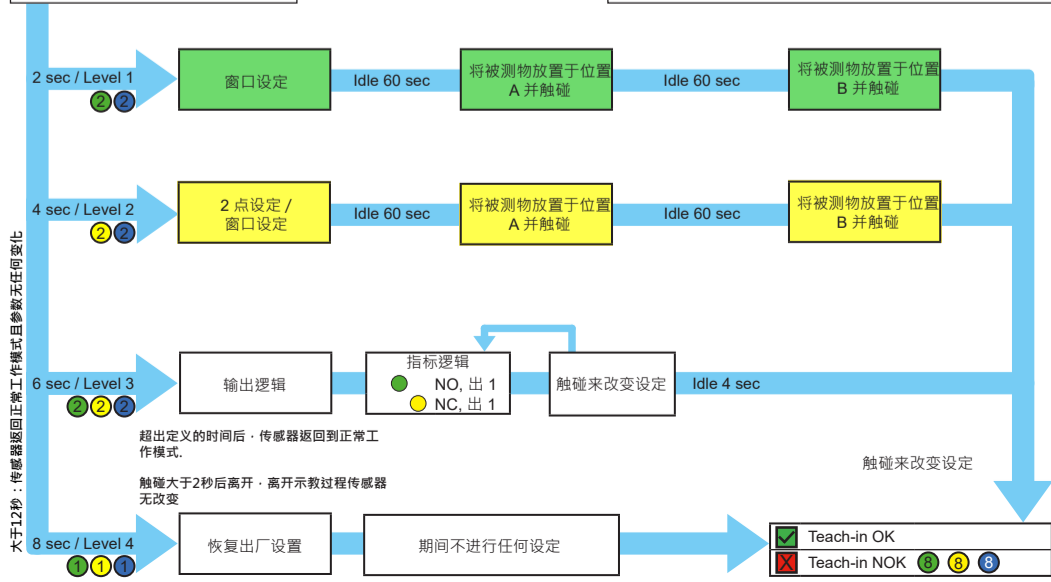 2 sec / Level 1
2 2
窗口设定
Idle 60 sec
将被测物放置于位置
A 并触碰
Idle 60 sec
将被测物放置于位置
B 并触碰
4 sec / Level 2
2 2
2 点设定 /
窗口设定
Idle 60 sec
将被测物放置于位置
A 并触碰
Idle 60 sec
将被测物放置于位置
B 并触碰
大于12秒：传感器返回正常工作模式且参数无任何变化
6 sec / Level 3
2 2 2
输出逻辑
指标逻辑
NO, 出 1
NC, 出 1
触碰来改变设定
Idle 4 sec
超出定义的时间后，传感器返回到正常工
作模式.
触碰大于2秒后离开，离开示教过程传感器
无改变
触碰来改变设定
8 sec / Level 4
1 1 1
恢复出厂设置
期间不进行任何设定
Teach-in OK
X Teach-in NOK 8 8 8